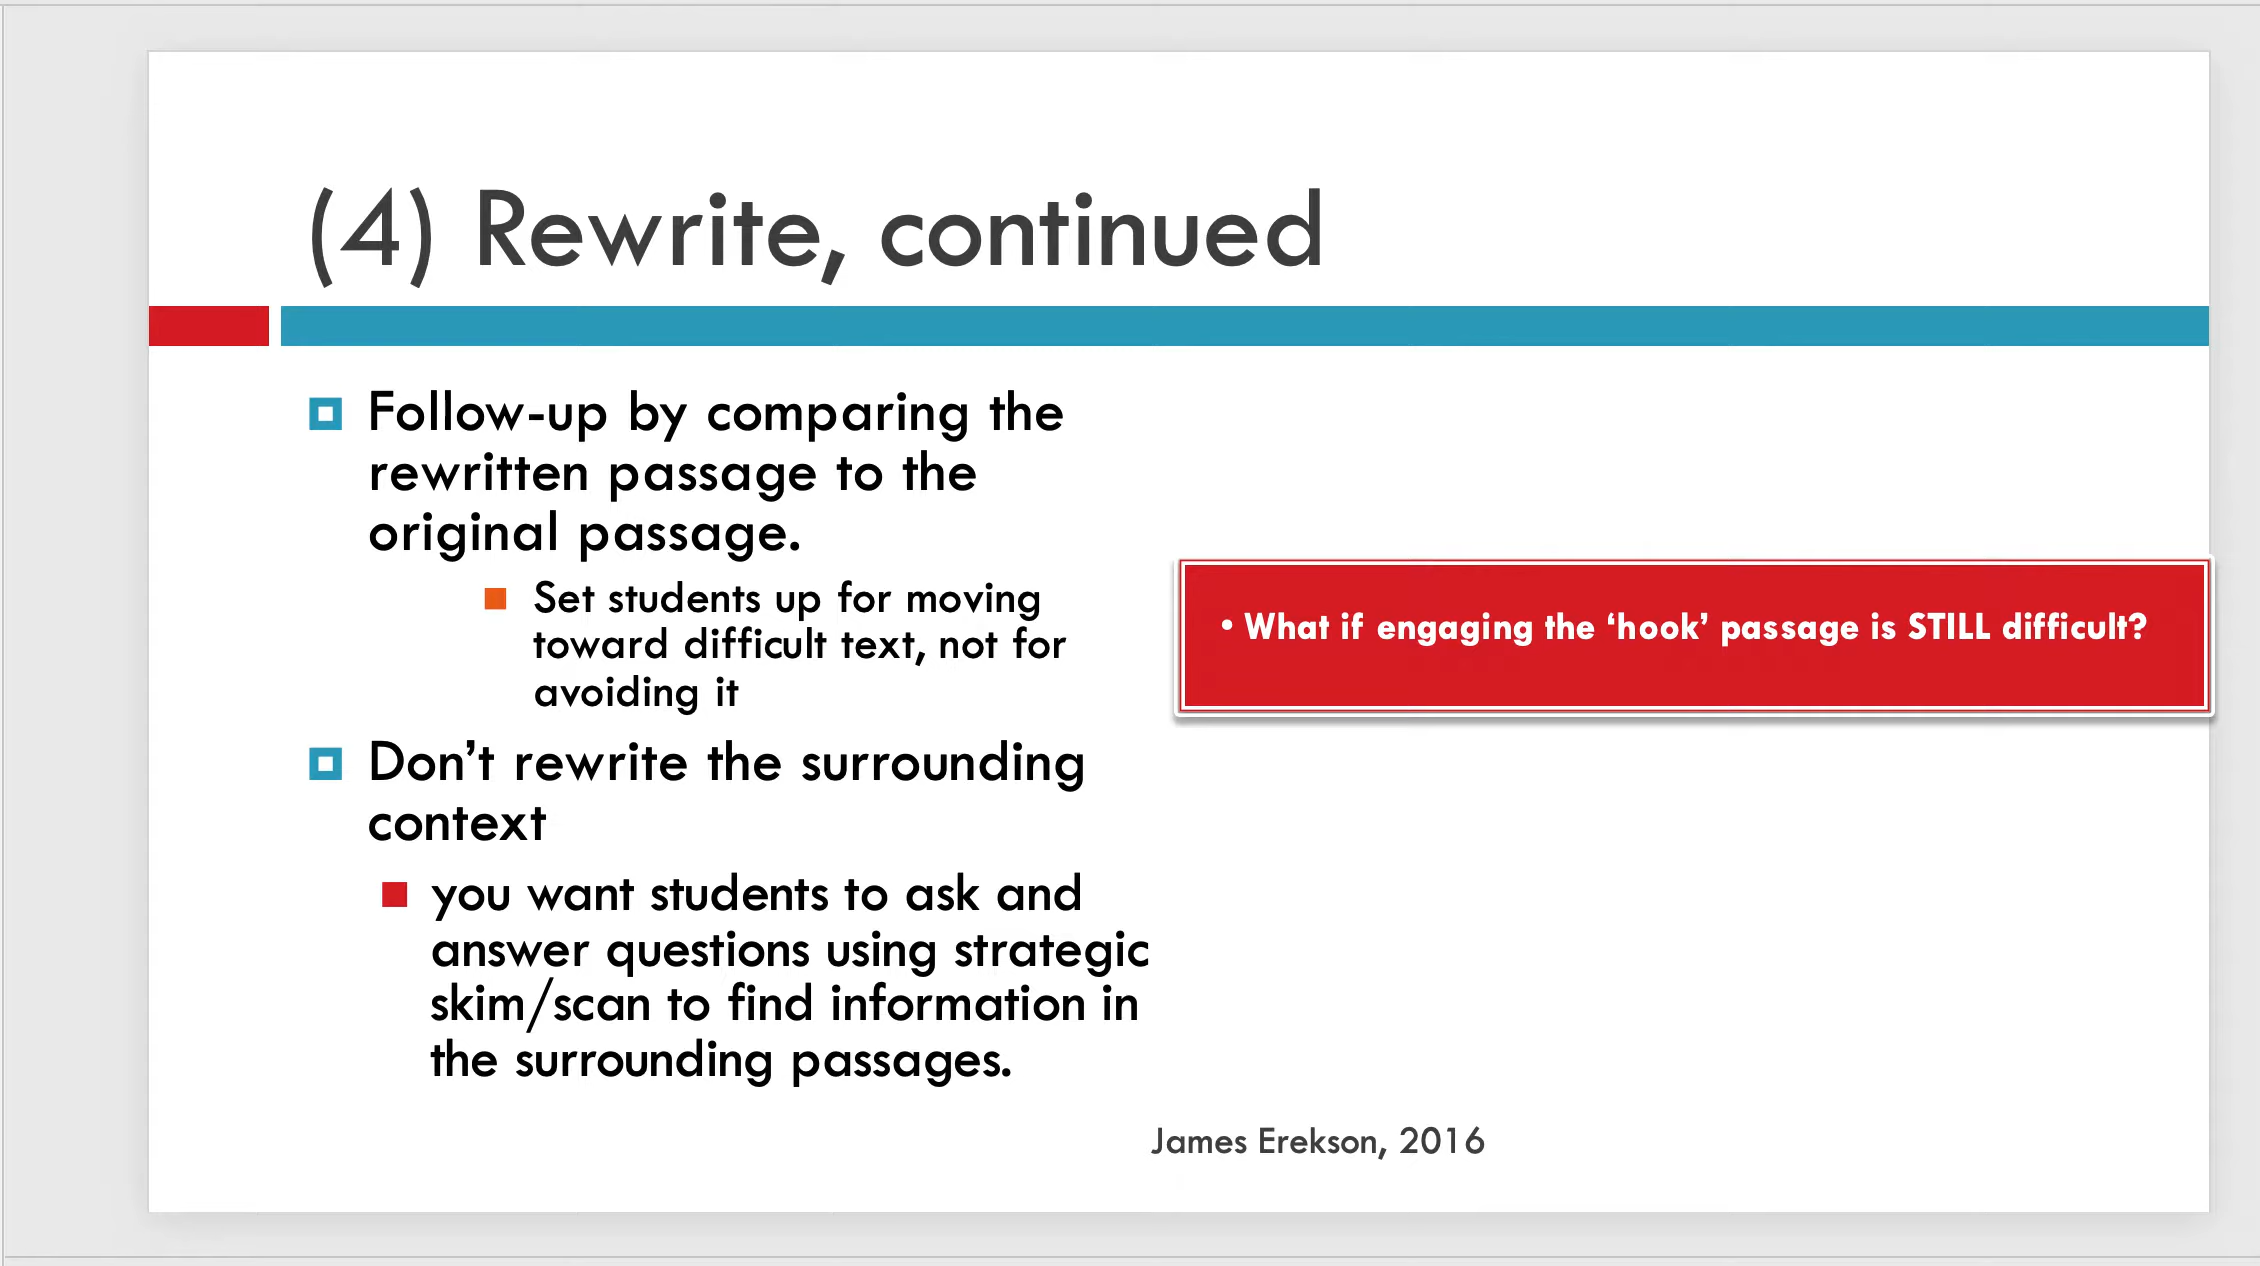 (4) Rewrite, continued
Follow-up by comparing the
rewritten passage to the
original passage.
Set students up for moving
toward difficult text, not for
avoiding it
Don’t rewrite the surrounding
context
you want students to ask and
answer questions using strategic
skim/scan to find information in
the surrounding passages.
• What if engaging the ‘hook’ passage is STILL difficult?
James Erekson, 2016